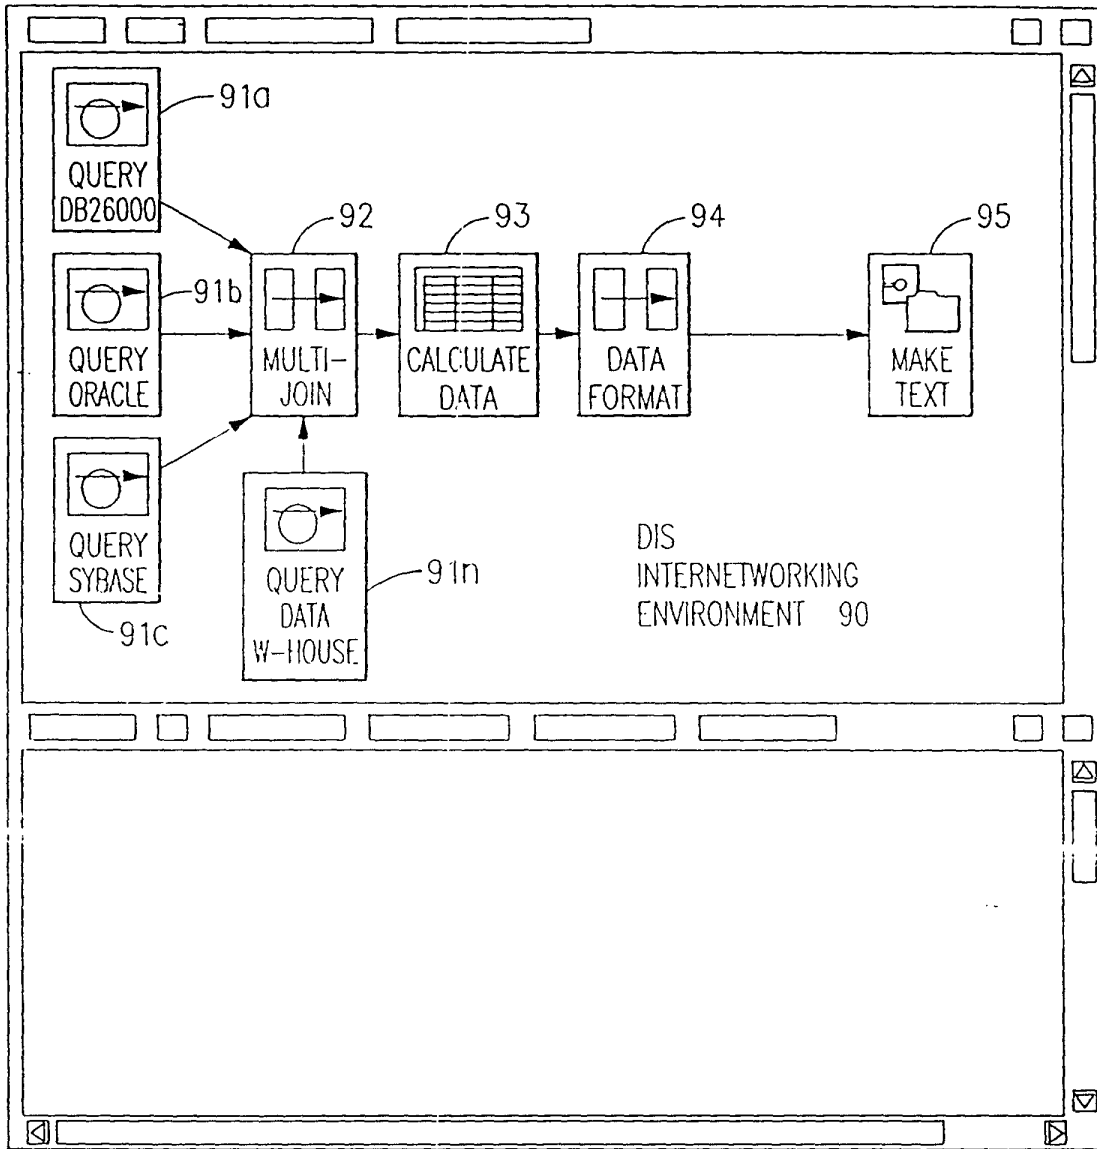 91a
QUERY
DB26000
92
93
94
95
91b
QUERY
ORACLE
MULTI-
JOIN
CALCULATE
DATA
DATA
FORMAT
MAKE
TEXT
QUERY
SYBASE
91c
QUERY
DATA
W-HOUSE
91n
DIS
INTERNETWORKING
ENVIRONMENT 90